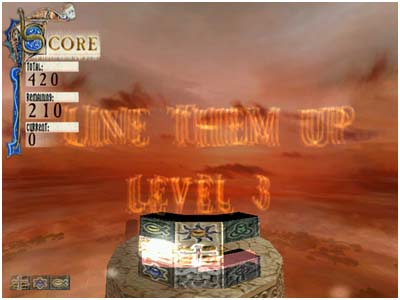 SCORE
TOTAL:
420
REMAINING:
210
CURRENT:
0
LINE THEM UP
LEVEL 3